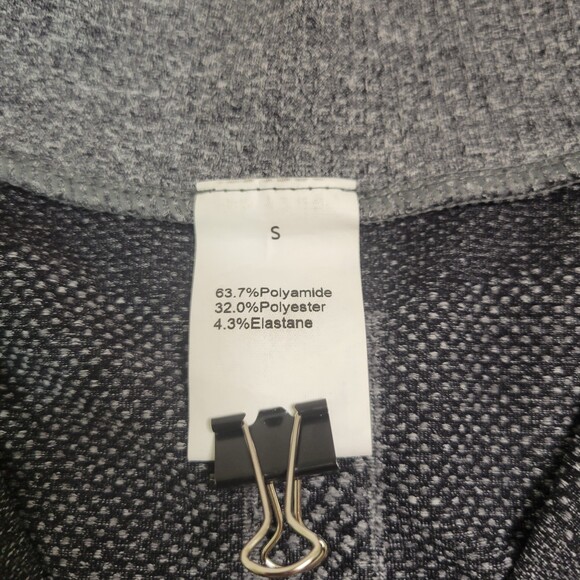 S
63.7%Polyamide
32.0%Polyester
4.3%Elastane